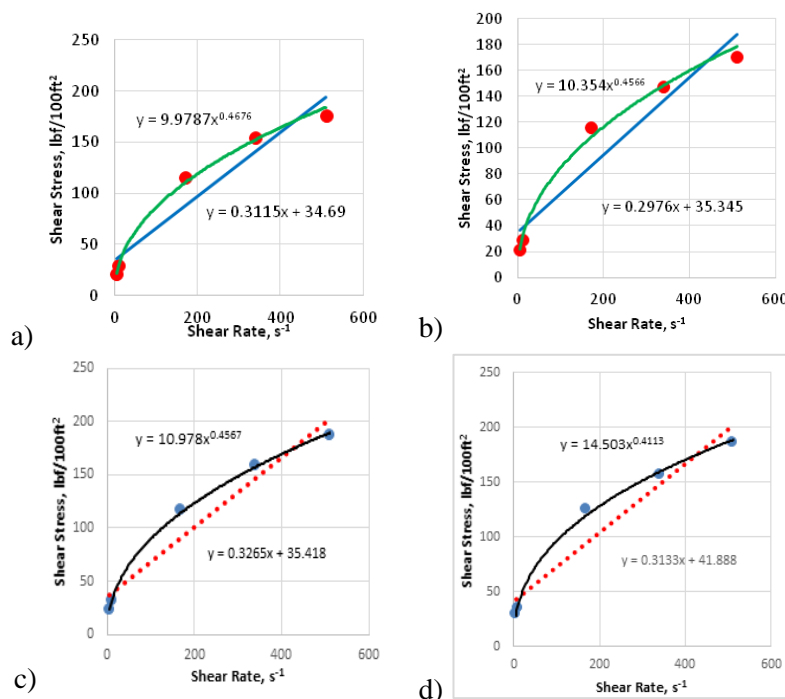 250
200
150
100
50
0
Shear Stress, lbf/100ft²
y = 9.9787x^0.4676
y = 0.3115x + 34.69
0 200 400 600
Shear Rate, s⁻¹
a)
200
180
160
140
120
100
80
60
40
20
0
Shear Stress, lbf/100ft²
y = 10.354x^0.4566
y = 0.2976x + 35.345
0 200 400 600
Shear Rate, s⁻¹
b)
250
200
150
100
50
0
Shear Stress, lbf/100ft²
y = 10.978x^0.4567
y = 0.3265x + 35.418
0 200 400 600
Shear Rate, s⁻¹
c)
250
200
150
100
50
0
Shear Stress, lbf/100ft²
y = 14.503x^0.4113
y = 0.3133x + 41.888
0 200 400 600
Shear Rate, s⁻¹
d)